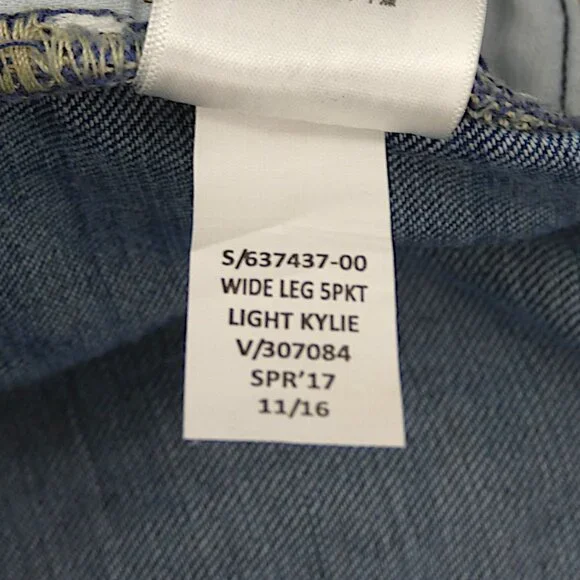 S/637437-00
WIDE LEG 5PKT
LIGHT KYLIE
V/307084
SPR'17
11/16